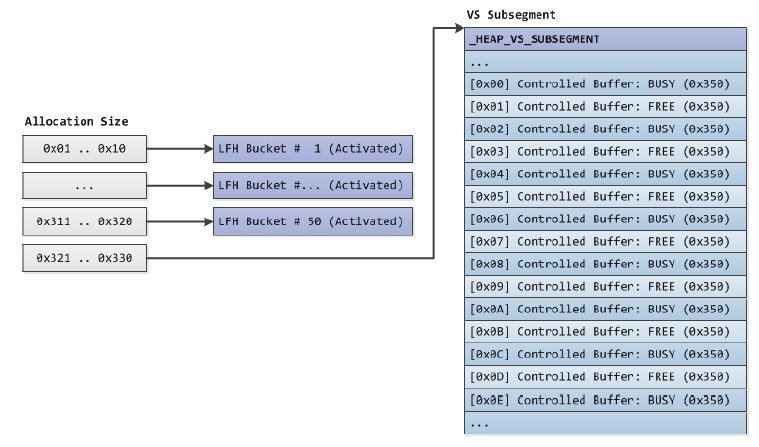 VS Subsegment
_HEAP_VS_SUBSEGMENT
...
[0x00] Controlled Buffer: BUSY (0x350)
[0x01] Controlled Buffer: FREE (0x350)
[0x02] Controlled Buffer: BUSY (0x350)
[0x03] Controlled Buffer: FREE (0x350)
[0x04] Controlled Buffer: BUSY (0x350)
[0x05] Controlled Buffer: FREE (0x350)
[0x06] Controlled Buffer: BUSY (0x350)
[0x07] Controlled Buffer: FREE (0x350)
[0x08] Controlled Buffer: BUSY (0x350)
[0x09] Controlled Buffer: FREE (0x350)
[0x0A] Controlled Buffer: BUSY (0x350)
[0x0B] Controlled Buffer: FREE (0x350)
[0x0C] Controlled Buffer: BUSY (0x350)
[0x0D] Controlled Buffer: FREE (0x350)
[0x0E] Controlled Buffer: BUSY (0x350)
...
Allocation Size
0x01 .. 0x10
LFH Bucket # 1 (Activated)
...
LFH Bucket #... (Activated)
0x311 .. 0x320
LFH Bucket # 50 (Activated)
0x321 .. 0x330